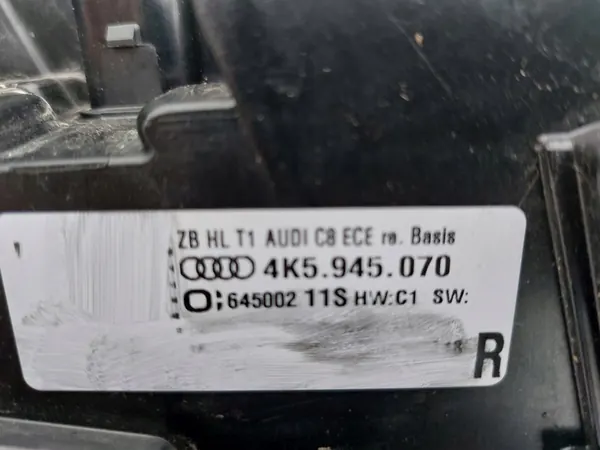 ZB HL T1 AUDI C8 ECE re. Basis
4K5.945.070
O; 645002 11S HW:C1 SW:
R